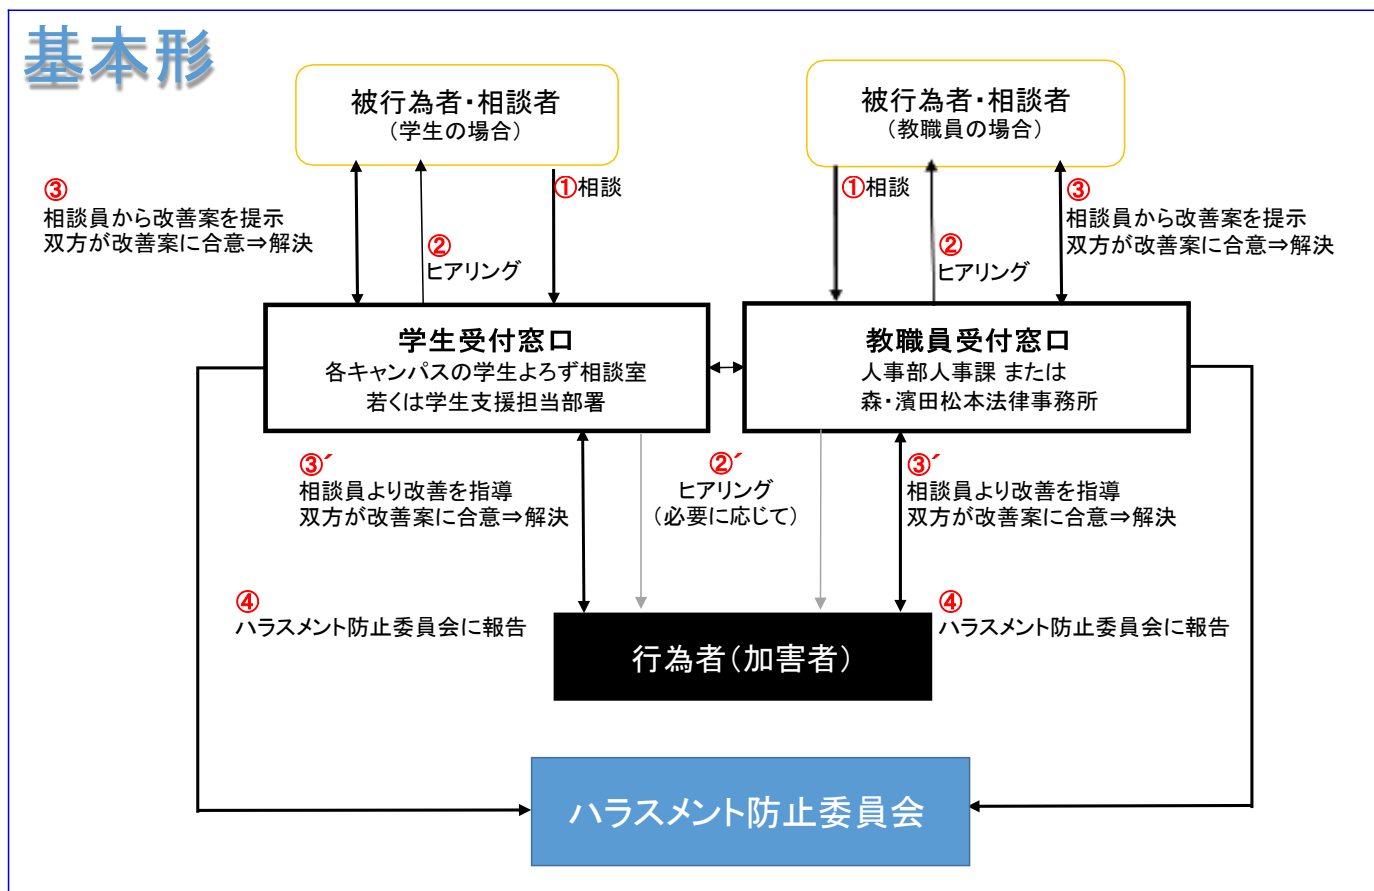 基本形
被行為者・相談者
（学生の場合）
被行為者・相談者
（教職員の場合）
③
相談員から改善案を提示
双方が改善案に合意⇒解決
①相談
②
ヒアリング
①相談
②
ヒアリング
③
相談員から改善案を提示
双方が改善案に合意⇒解決
学生受付窓口
各キャンパスの学生よろず相談室
若くは学生支援担当部署
教職員受付窓口
人事部人事課 または
森・濱田松本法律事務所
③´
相談員より改善を指導
双方が改善案に合意⇒解決
②´
ヒアリング
（必要に応じて）
③´
相談員より改善を指導
双方が改善案に合意⇒解決
④
ハラスメント防止委員会に報告
④
ハラスメント防止委員会に報告
行為者（加害者）
ハラスメント防止委員会